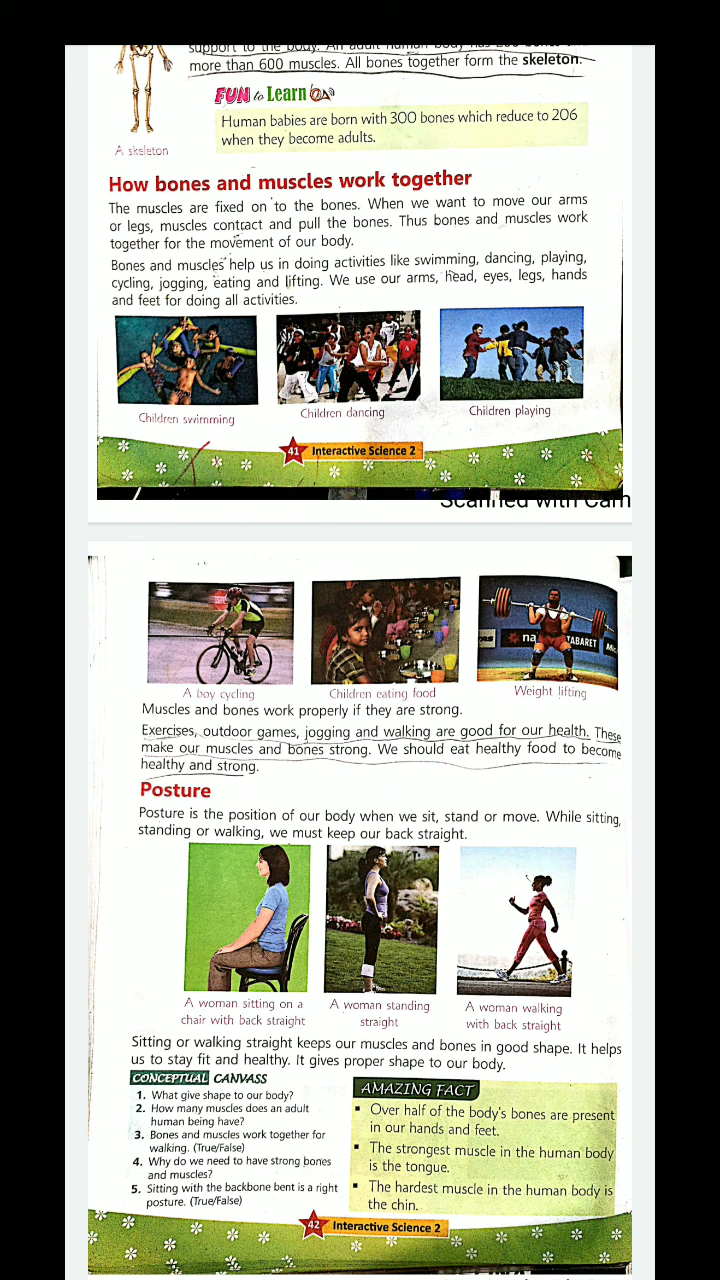 support to the body. An adult human body has 206 bones
more than 600 muscles. All bones together form the skeleton.
FUN to Learn
Human babies are born with 300 bones which reduce to 206
when they become adults.
A skeleton
How bones and muscles work together
The muscles are fixed on to the bones. When we want to move our arms
or legs, muscles contract and pull the bones. Thus bones and muscles work
together for the movement of our body.
Bones and muscles help us in doing activities like swimming, dancing, playing,
cycling, jogging, eating and lifting. We use our arms, head, eyes, legs, hands
and feet for doing all activities.
Children swimming
Children dancing
Children playing
41 Interactive Science 2
Scanned with Cam
A boy cycling
Children eating food
Weight lifting
Muscles and bones work properly if they are strong.
Exercises, outdoor games, jogging and walking are good for our health. These
make our muscles and bones strong. We should eat healthy food to become
healthy and strong.
Posture
Posture is the position of our body when we sit, stand or move. While sitting,
standing or walking, we must keep our back straight.
A woman sitting on a
chair with back straight
A woman standing
straight
A woman walking
with back straight
Sitting or walking straight keeps our muscles and bones in good shape. It helps
us to stay fit and healthy. It gives proper shape to our body.
CONCEPTUAL CANVASS
1. What give shape to our body?
2. How many muscles does an adult
human being have?
3. Bones and muscles work together for
walking. (True/False)
4. Why do we need to have strong bones
and muscles?
5. Sitting with the backbone bent is a right
posture. (True/False)
AMAZING FACT
▪ Over half of the body's bones are present
in our hands and feet.
▪ The strongest muscle in the human body
is the tongue.
▪ The hardest muscle in the human body is
the chin.
42 Interactive Science 2